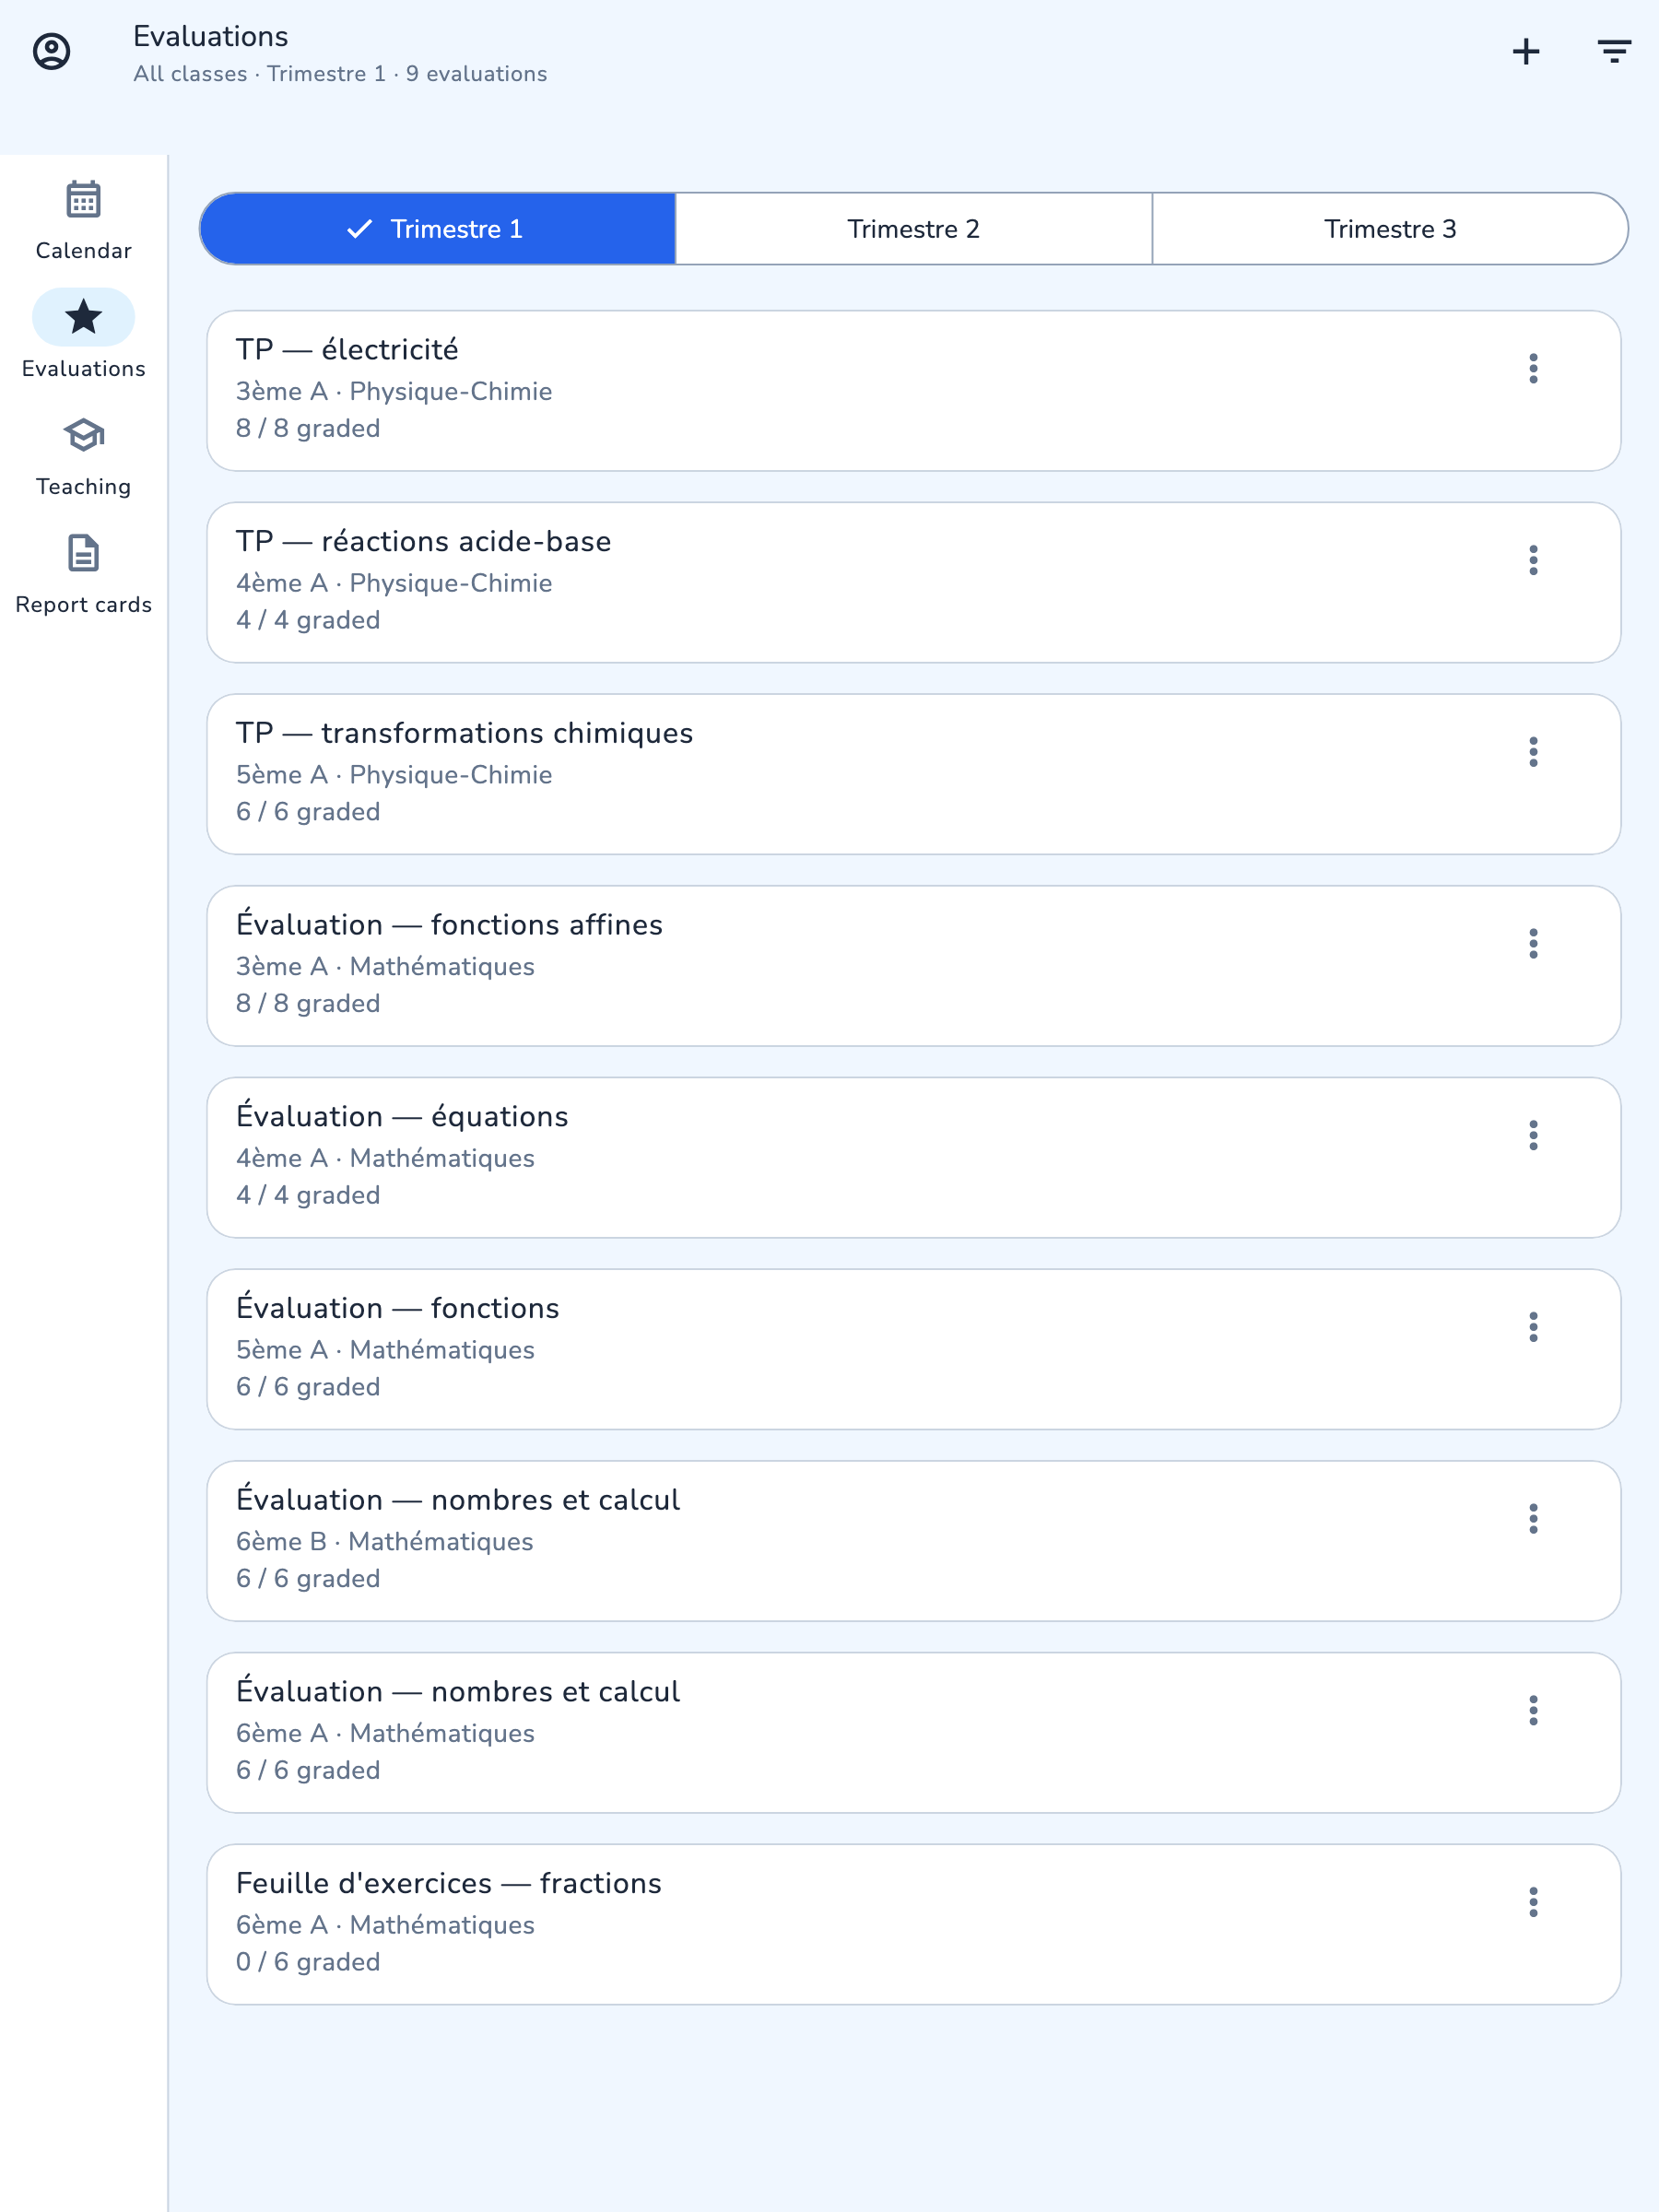 Evaluations
All classes · Trimestre 1 · 9 evaluations
Calendar
Evaluations
Teaching
Report cards
Trimestre 1
Trimestre 2
Trimestre 3
TP — électricité
3ème A · Physique-Chimie
8 / 8 graded
TP — réactions acide-base
4ème A · Physique-Chimie
4 / 4 graded
TP — transformations chimiques
5ème A · Physique-Chimie
6 / 6 graded
Évaluation — fonctions affines
3ème A · Mathématiques
8 / 8 graded
Évaluation — équations
4ème A · Mathématiques
4 / 4 graded
Évaluation — fonctions
5ème A · Mathématiques
6 / 6 graded
Évaluation — nombres et calcul
6ème B · Mathématiques
6 / 6 graded
Évaluation — nombres et calcul
6ème A · Mathématiques
6 / 6 graded
Feuille d'exercices — fractions
6ème A · Mathématiques
0 / 6 graded